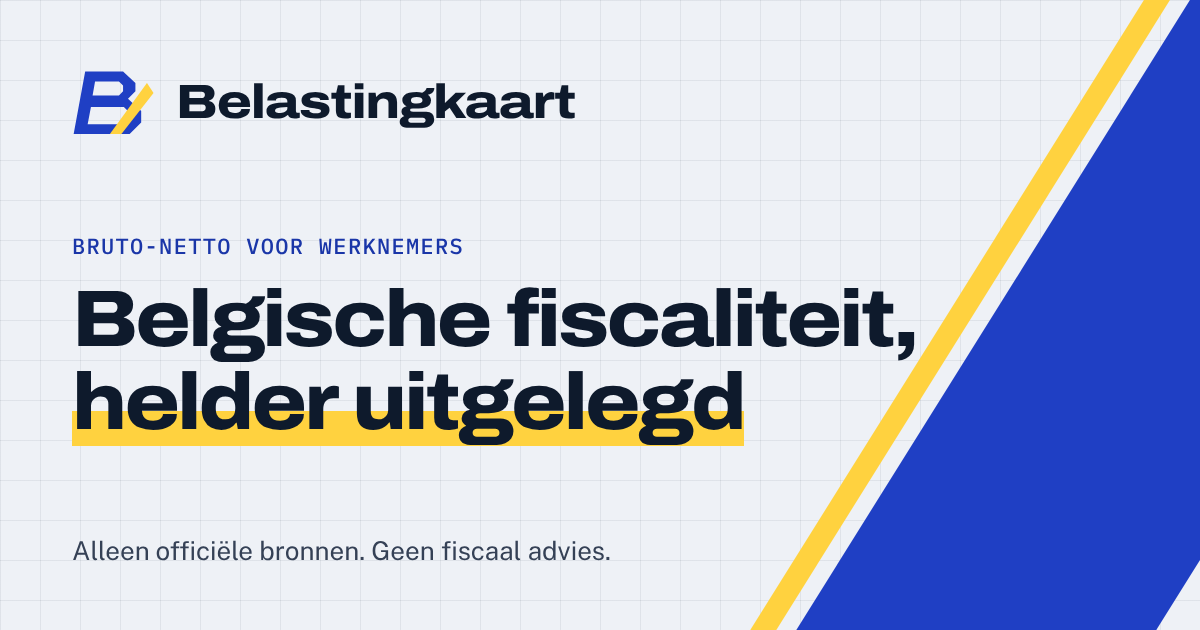 Belastingkaart
BRUTO-NETTO VOOR WERKNEMERS
Belgische fiscaliteit,
helder uitgelegd
Alleen officiële bronnen. Geen fiscaal advies.